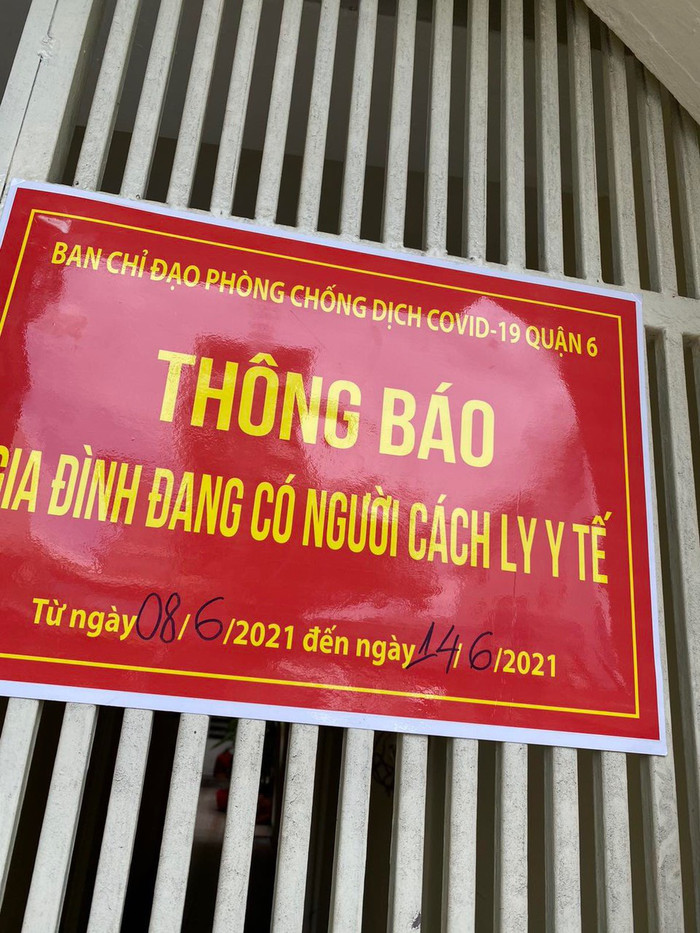 BAN CHỈ ĐẠO PHÒNG CHỐNG DỊCH COVID-19 QUẬN 6
THÔNG BÁO
GIA ĐÌNH ĐANG CÓ NGƯỜI CÁCH LY Y TẾ
Từ ngày 08/6/2021 đến ngày 14/6/2021